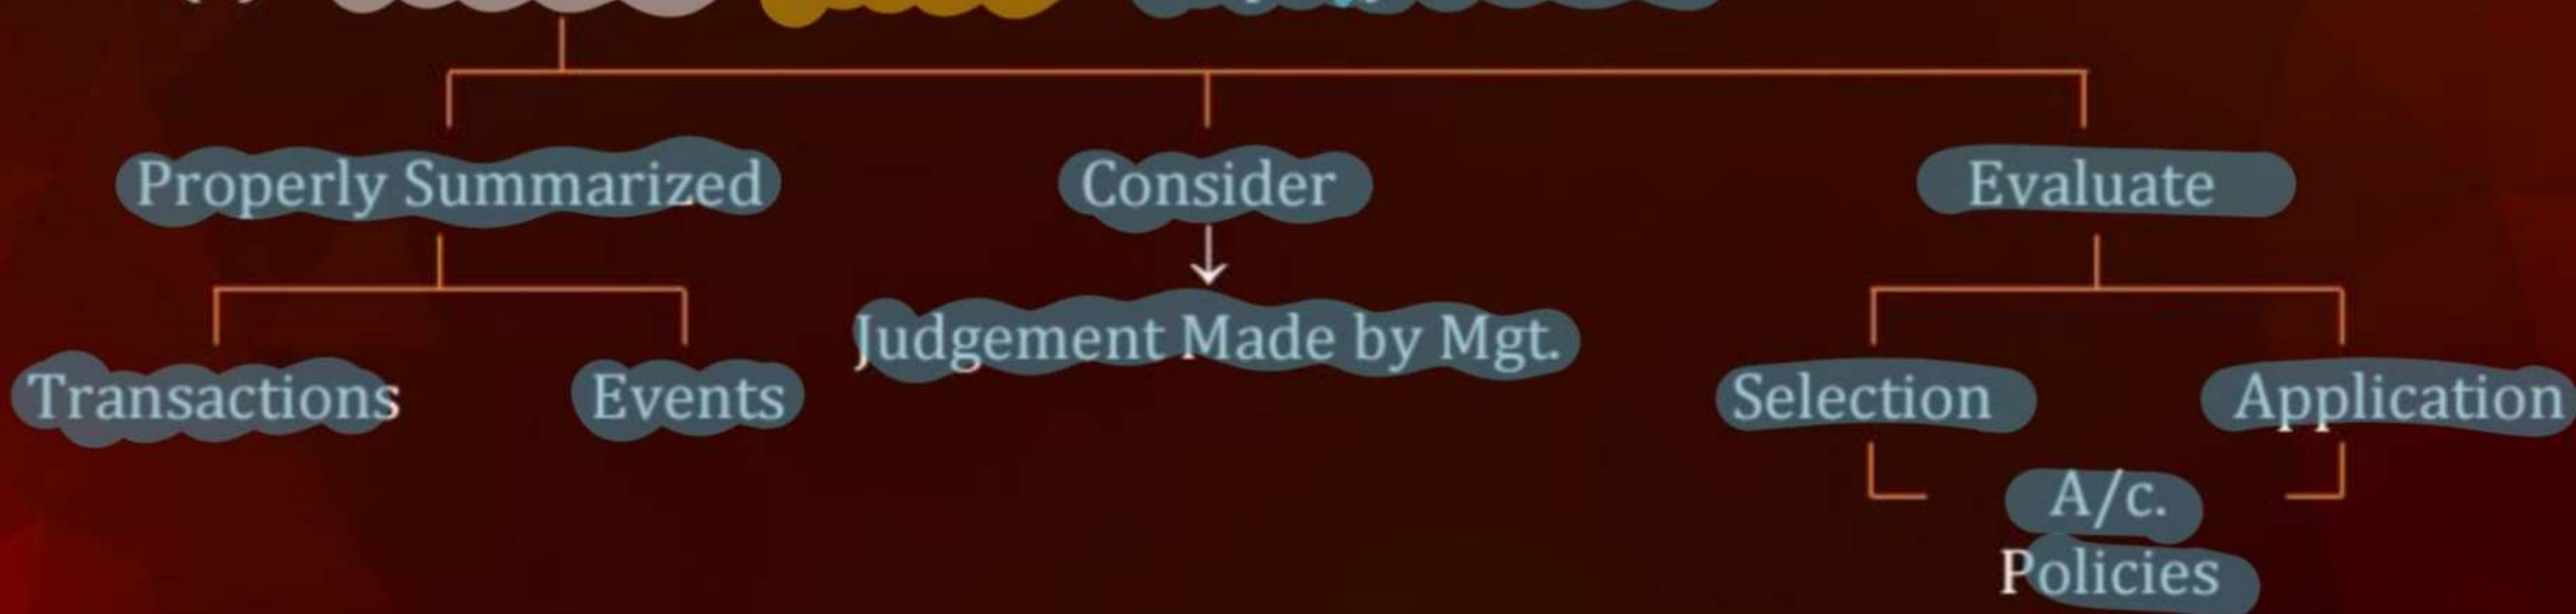 Properly Summarized
Consider
Evaluate
Judgement Made by Mgt.
Transactions
Events
Selection
Application
A/c.
Policies